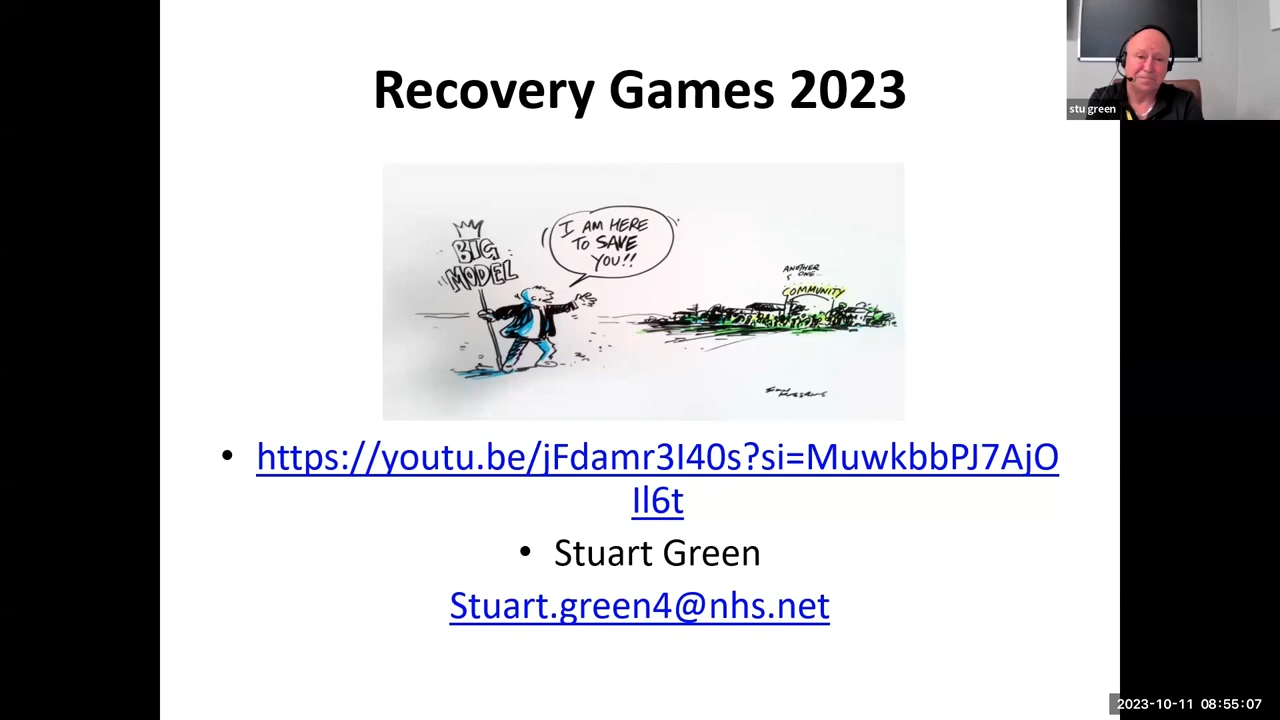 Recovery Games 2023
stu green
I AM HERE
TO SAVE
YOU!!
BIG
MODEL
ANOTHER
ONE
COMMUNITY
• https://youtu.be/jFdamr3I40s?si=MuwkbbPJ7AjO
Il6t
• Stuart Green
Stuart.green4@nhs.net
2023-10-11 08:55:07